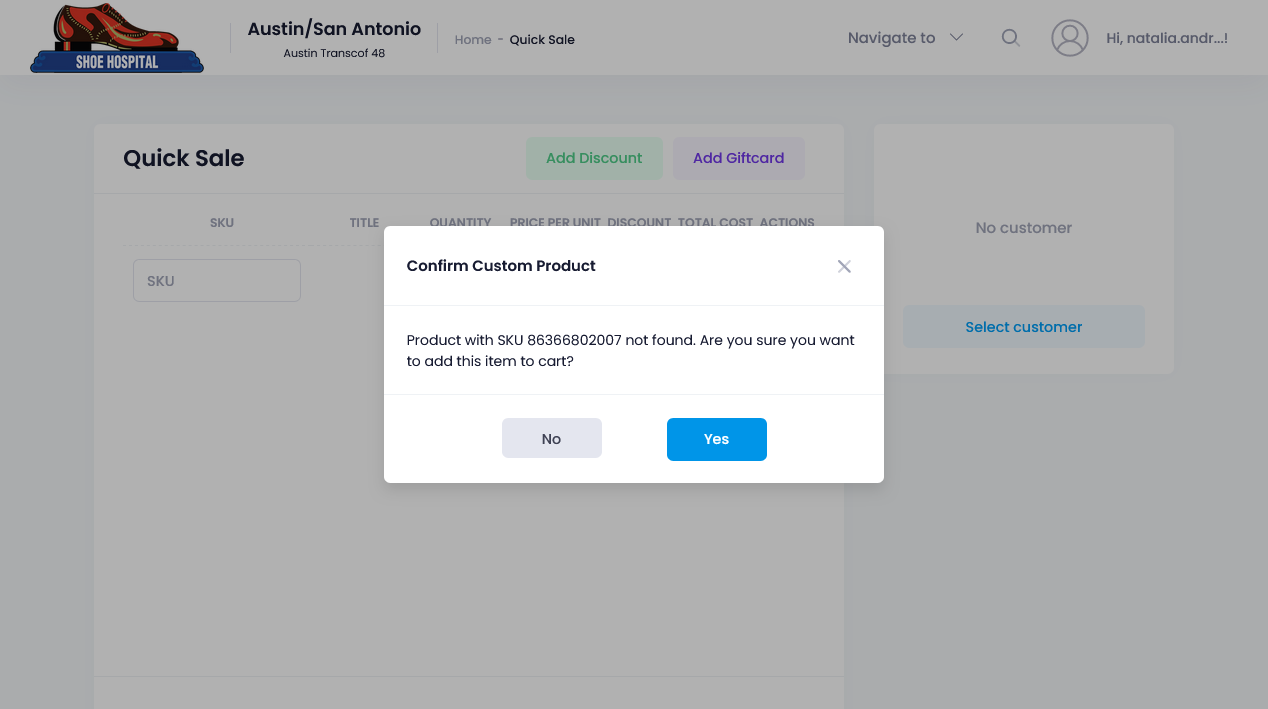 SHOE HOSPITAL
Austin/San Antonio
Austin Transcof 48
Home - Quick Sale
Navigate to
Hi, natalia.andr...!
Quick Sale
Add Discount
Add Giftcard
SKU TITLE QUANTITY PRICE PER UNIT DISCOUNT TOTAL COST ACTIONS
SKU
No customer
Select customer
Confirm Custom Product
Product with SKU 86366802007 not found. Are you sure you want
to add this item to cart?
No
Yes